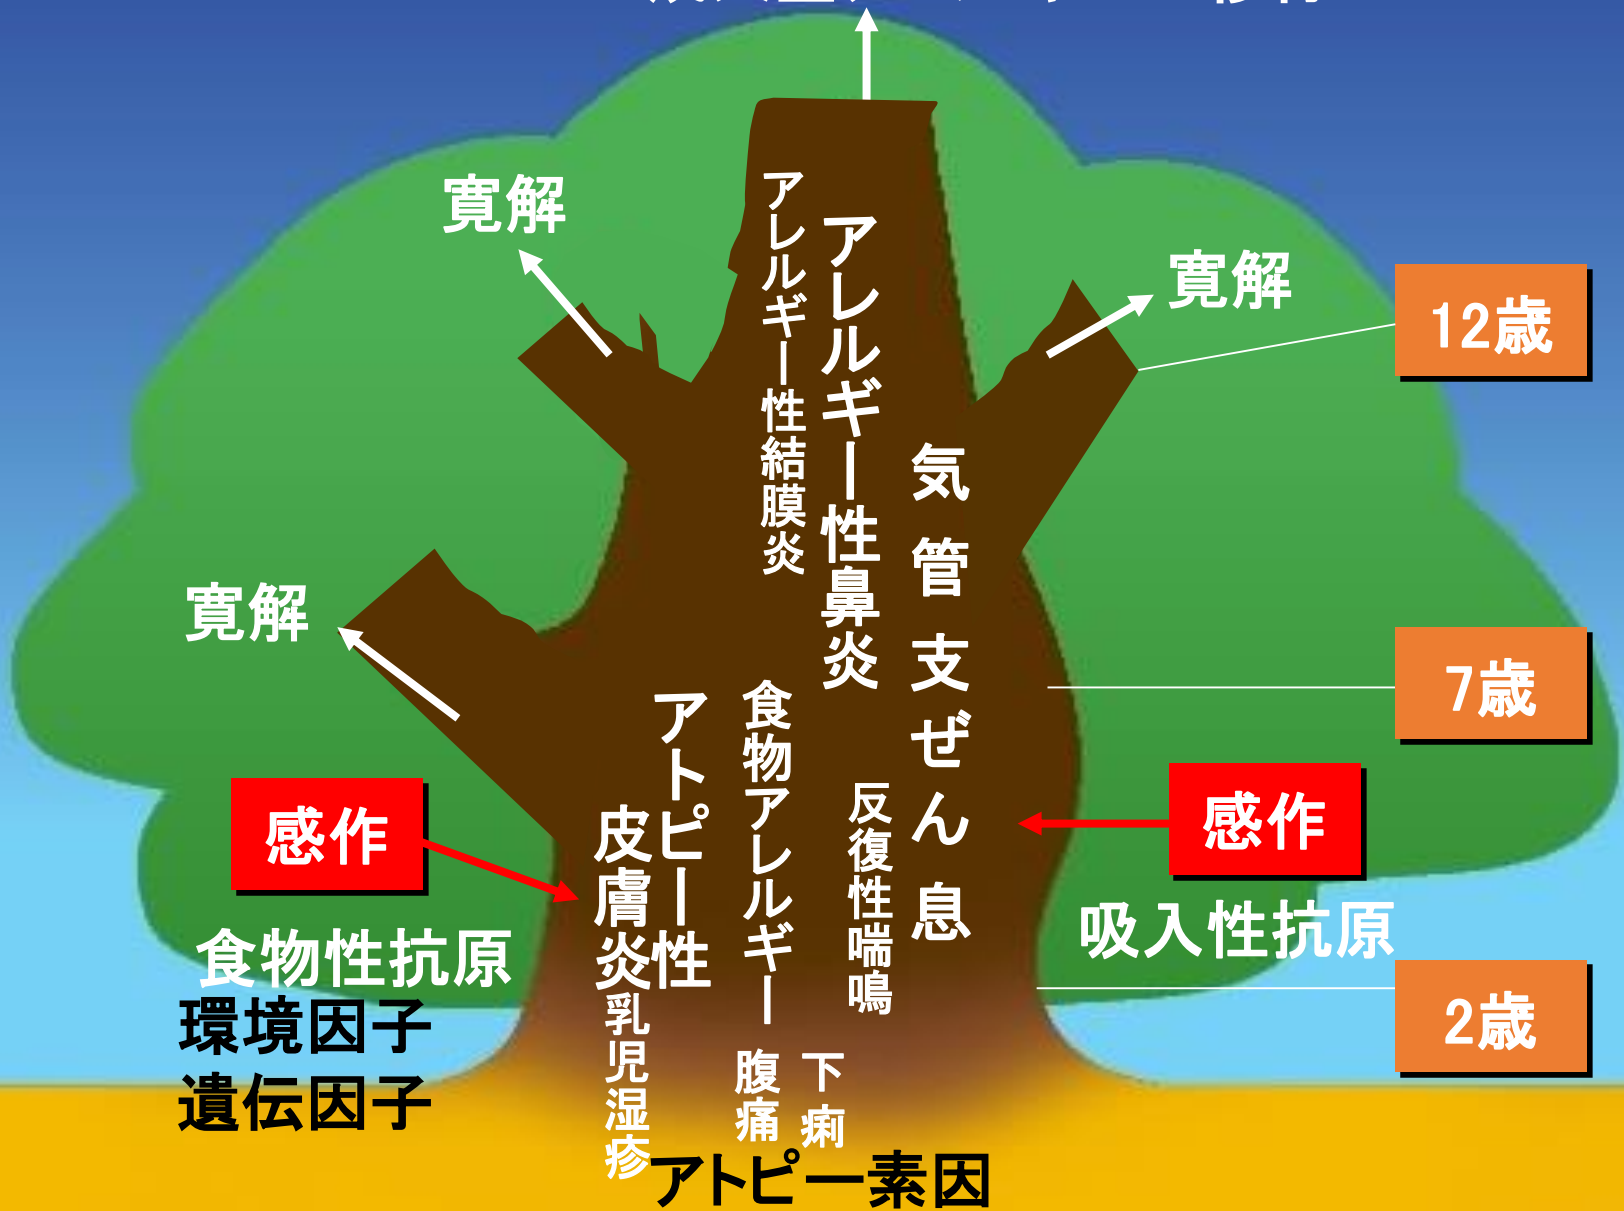 寛解
寛解
12歳
アレルギー性結膜炎
アレルギー性鼻炎
気管支ぜん息
寛解
7歳
アトピー性
皮膚炎
食物アレルギー
反復性喘鳴
感作
感作
食物性抗原
吸入性抗原
環境因子
遺伝因子
2歳
乳児湿疹
腹痛
下痢
アトピー素因